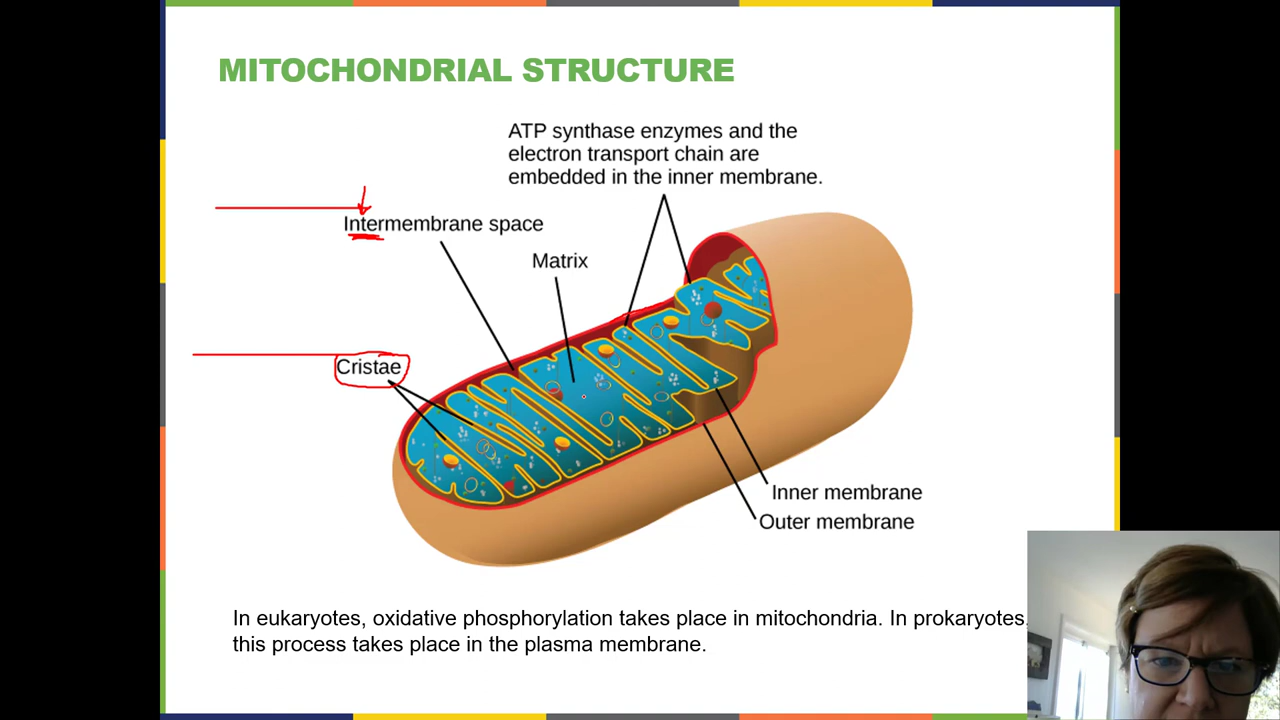 MITOCHONDRIAL STRUCTURE
ATP synthase enzymes and the
electron transport chain are
embedded in the inner membrane.
Intermembrane space
Matrix
Cristae
Inner membrane
Outer membrane
In eukaryotes, oxidative phosphorylation takes place in mitochondria. In prokaryotes,
this process takes place in the plasma membrane.